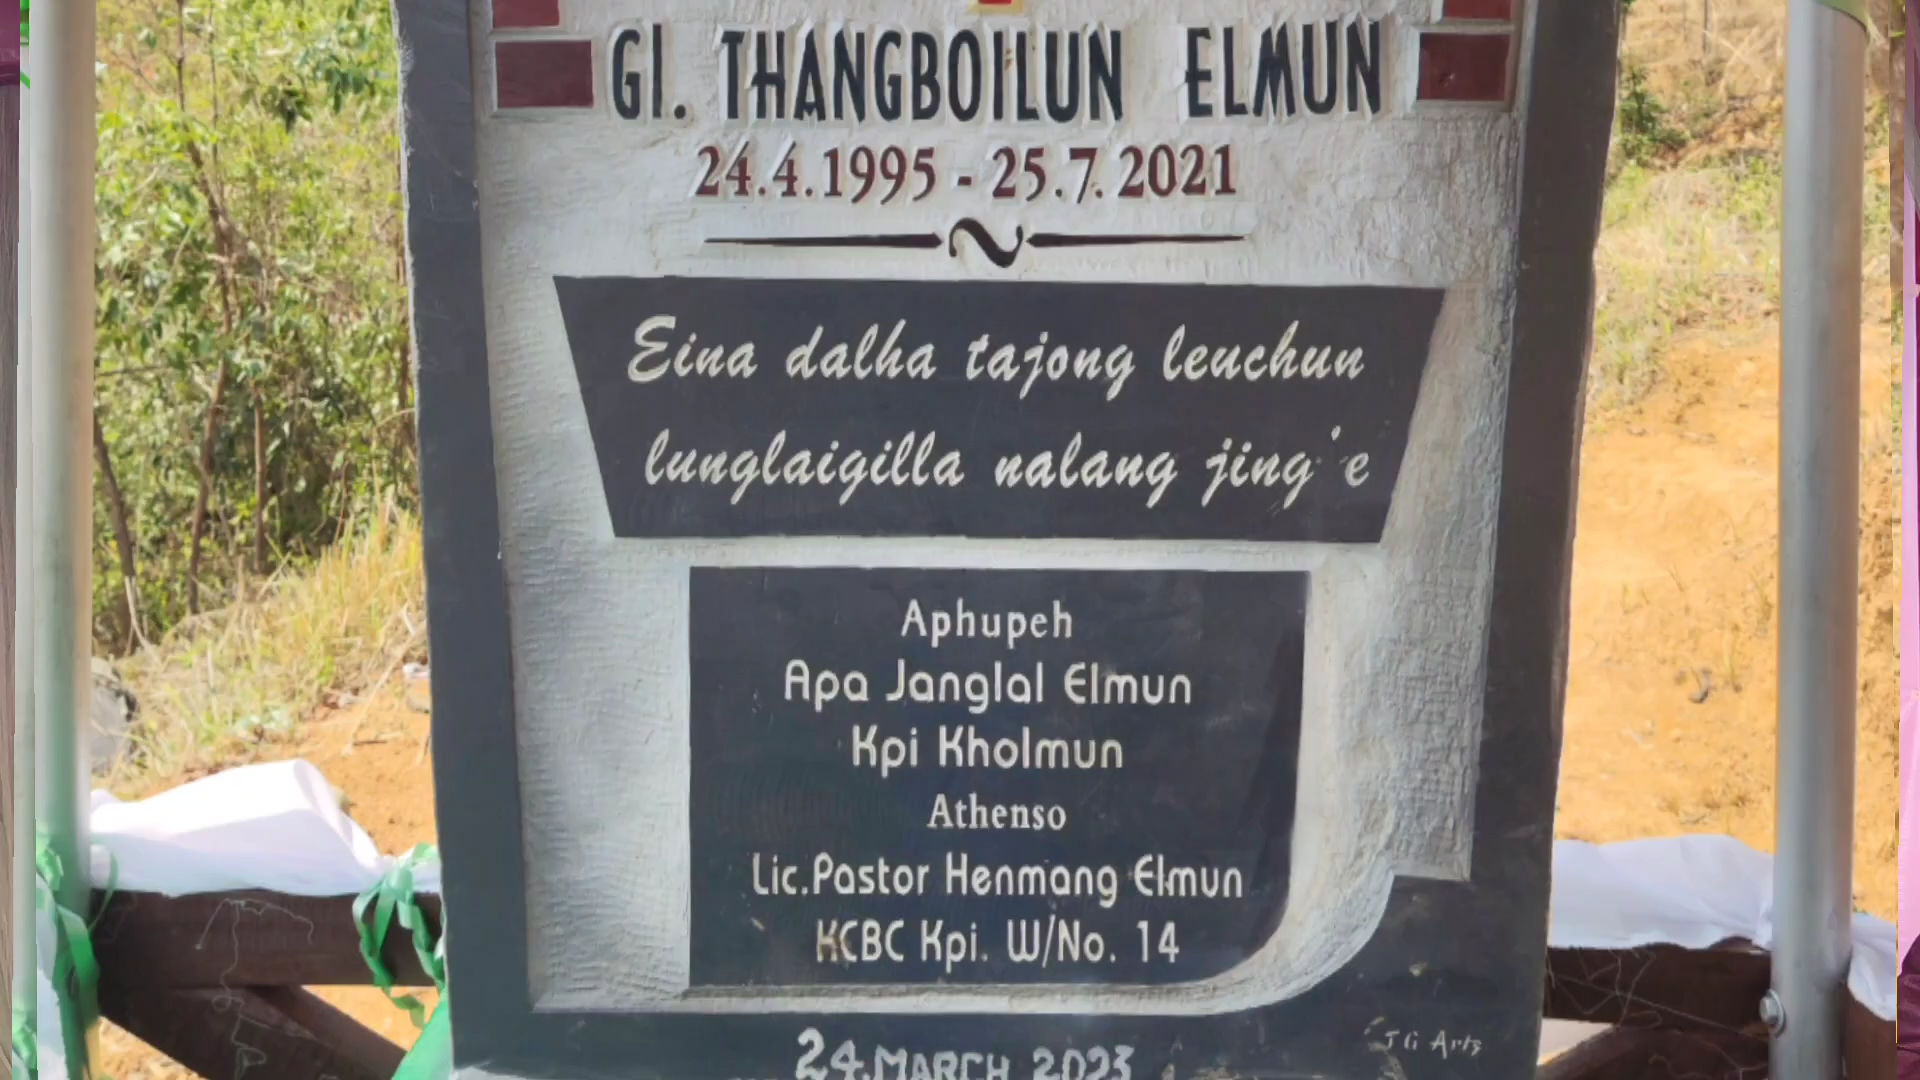 Gl. THANGBOILUN ELMUN
24.4.1995 - 25.7.2021
Eina dalha tajong leuchun
lunglaigilla nalang jing'e
Aphupeh
Apa Janglal Elmun
Kpi Kholmun
Athenso
Lic.Pastor Henmang Elmun
KCBC Kpi. W/No. 14
24.MARCH 2023
JG Arts